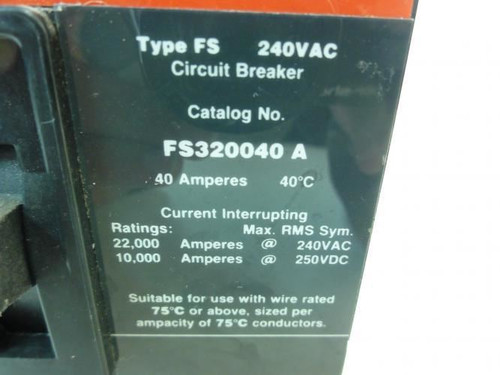 Type FS 240VAC
Circuit Breaker
Catalog No.
FS320040 A
40 Amperes 40°C
Current Interrupting
Ratings: Max. RMS Sym.
22,000 Amperes @ 240VAC
10,000 Amperes @ 250VDC
Suitable for use with wire rated
75°C or above, sized per
ampacity of 75°C conductors.